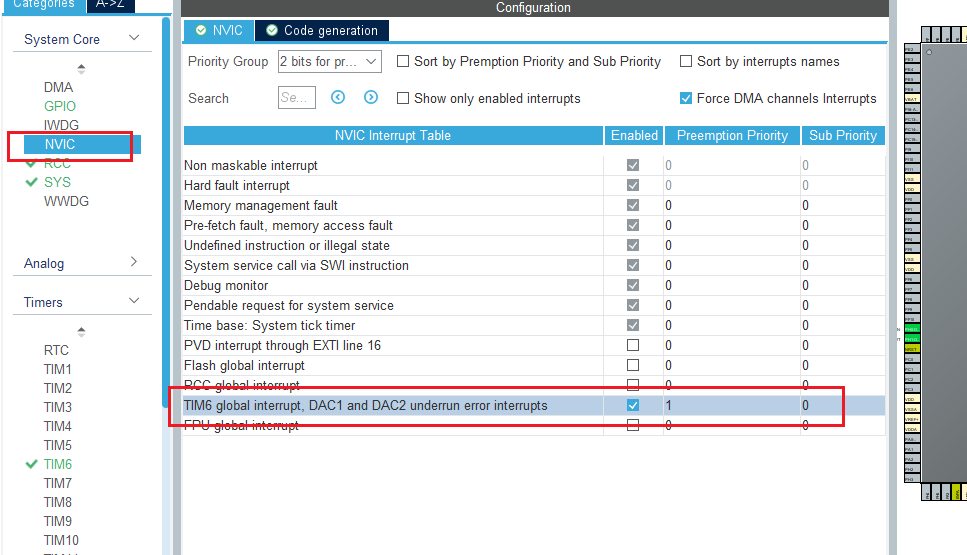 Configuration
Categories A->Z
System Core
DMA
GPIO
IWDG
NVIC
RCC
SYS
WWDG
Analog
Timers
RTC
TIM1
TIM2
TIM3
TIM4
TIM5
TIM6
TIM7
TIM8
TIM9
TIM10
NVIC Code generation
Priority Group 2 bits for pr... Sort by Premption Priority and Sub Priority Sort by interrupts names
Search Se... Show only enabled interrupts Force DMA channels Interrupts
NVIC Interrupt Table Enabled Preemption Priority Sub Priority
Non maskable interrupt 0 0
Hard fault interrupt 0 0
Memory management fault 0 0
Pre-fetch fault, memory access fault 0 0
Undefined instruction or illegal state 0 0
System service call via SWI instruction 0 0
Debug monitor 0 0
Pendable request for system service 0 0
Time base: System tick timer 0 0
PVD interrupt through EXTI line 16 0 0
Flash global interrupt 0 0
RCC global interrupt 0 0
TIM6 global interrupt, DAC1 and DAC2 underrun error interrupts 1 0
FPU global interrupt 0 0